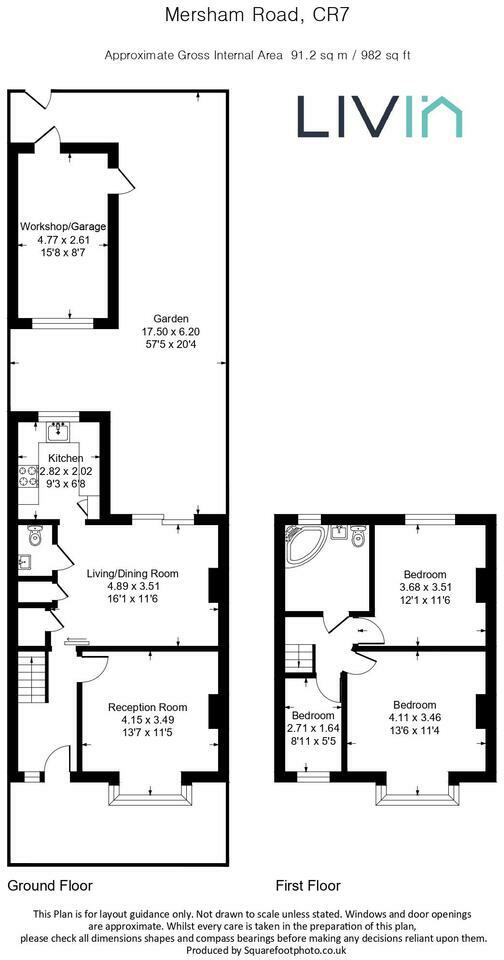 Mersham Road, CR7
Approximate Gross Internal Area 91.2 sq m / 982 sq ft
LIVIn
Workshop/Garage
4.77 x 2.61
15'8 x 8'7
Garden
17.50 x 6.20
57'5 x 20'4
Kitchen
2.82 x 2.02
9'3 x 6'8
Living/Dining Room
4.89 x 3.51
16'1 x 11'6
Reception Room
4.15 x 3.49
13'7 x 11'5
Bedroom
3.68 x 3.51
12'1 x 11'6
Bedroom
4.11 x 3.46
13'6 x 11'4
Bedroom
2.71 x 1.64
8'11 x 5'5
Ground Floor
First Floor
This Plan is for layout guidance only. Not drawn to scale unless stated. Windows and door openings
are approximate. Whilst every care is taken in the preparation of this plan,
please check all dimensions shapes and compass bearings before making any decisions reliant upon them.
Produced by Squarefootphoto.co.uk